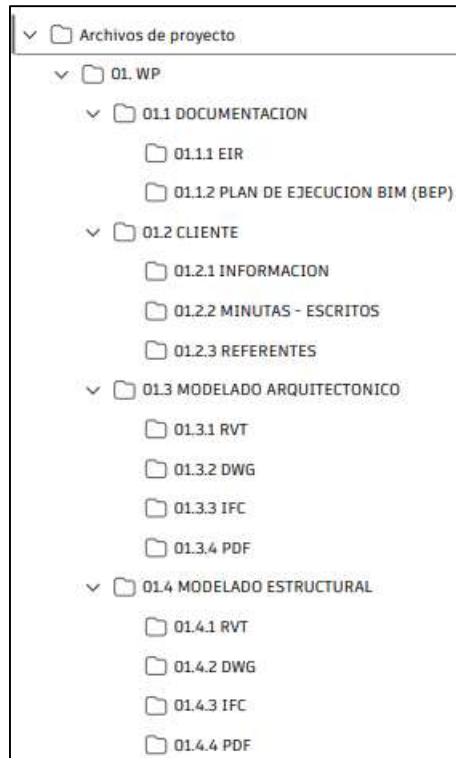 Archivos de proyecto
01. WP
01.1 DOCUMENTACION
01.1.1 EIR
01.1.2 PLAN DE EJECUCION BIM (BEP)
01.2 CLIENTE
01.2.1 INFORMACION
01.2.2 MINUTAS - ESCRITOS
01.2.3 REFERENTES
01.3 MODELADO ARQUITECTONICO
01.3.1 RVT
01.3.2 DWG
01.3.3 IFC
01.3.4 PDF
01.4 MODELADO ESTRUCTURAL
01.4.1 RVT
01.4.2 DWG
01.4.3 IFC
01.4.4 PDF